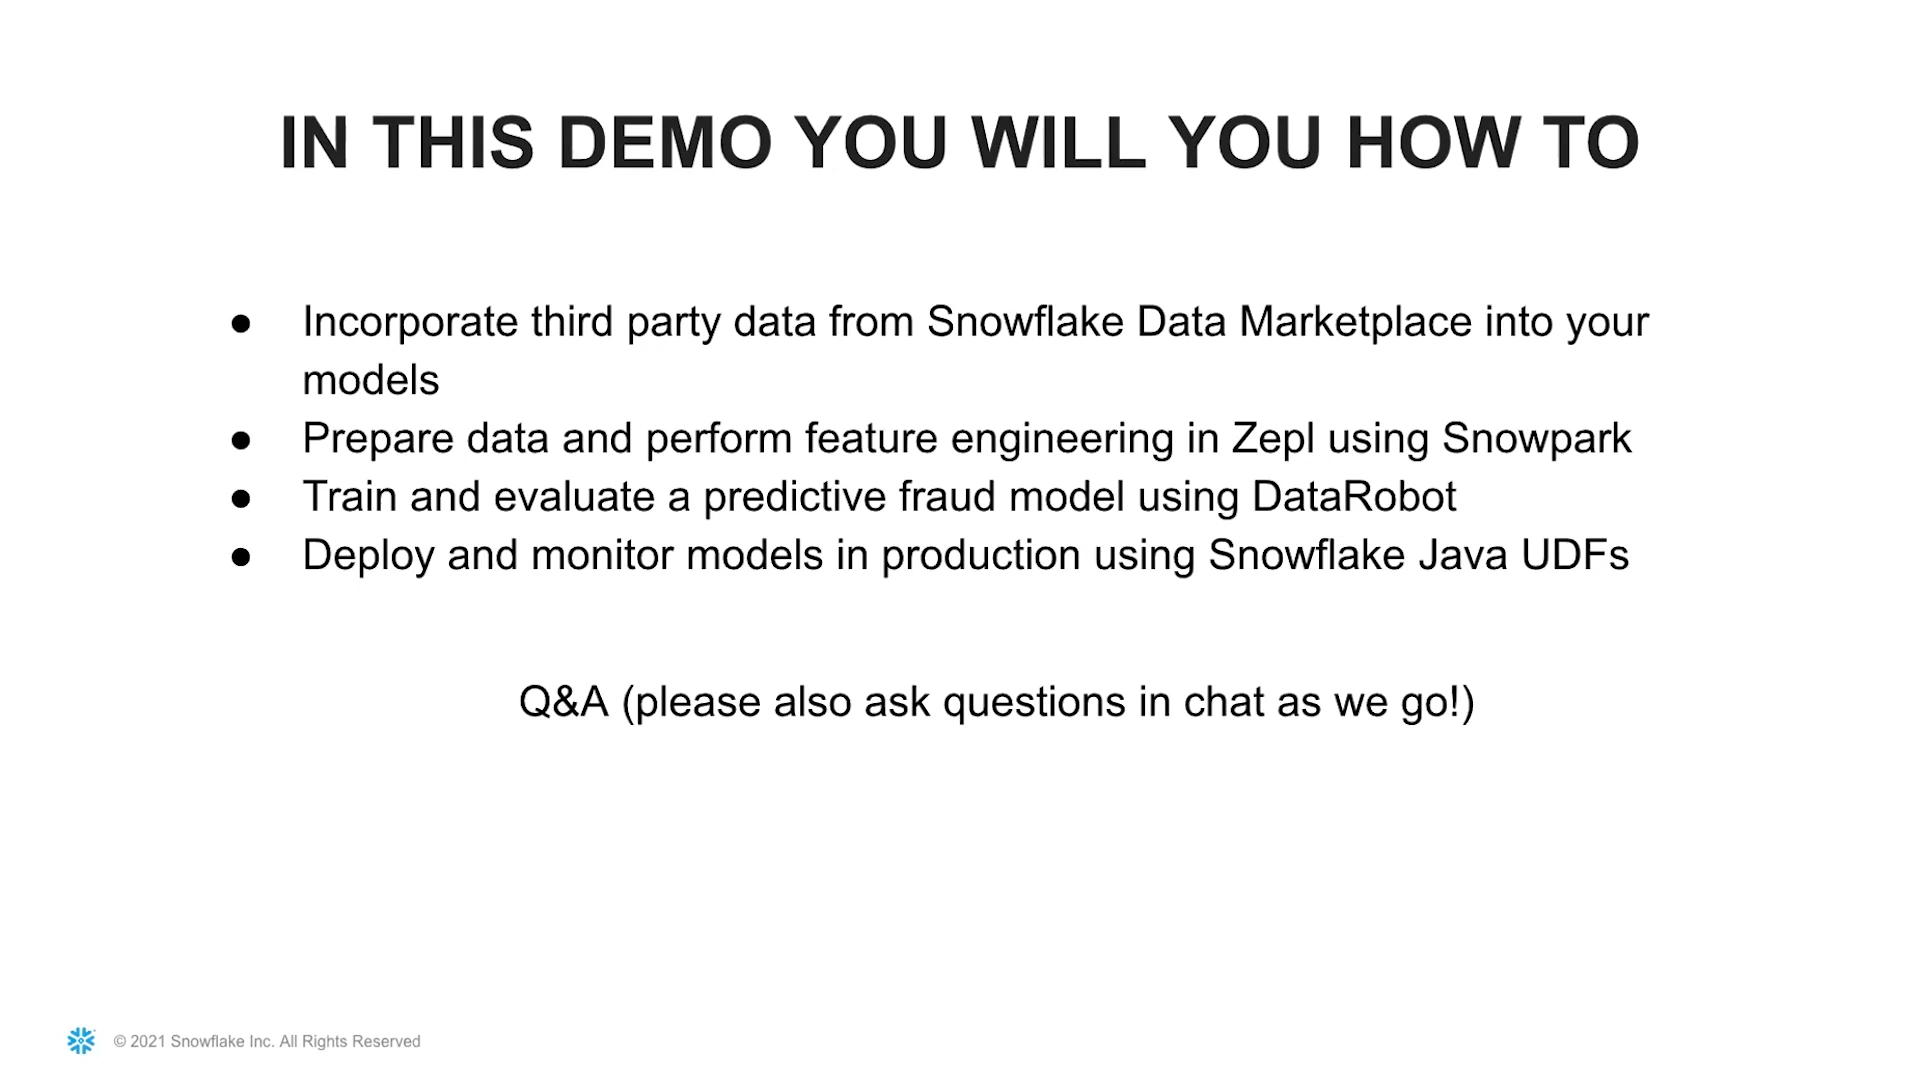 IN THIS DEMO YOU WILL YOU HOW TO
● Incorporate third party data from Snowflake Data Marketplace into your
models
● Prepare data and perform feature engineering in Zepl using Snowpark
● Train and evaluate a predictive fraud model using DataRobot
● Deploy and monitor models in production using Snowflake Java UDFs
Q&A (please also ask questions in chat as we go!)
© 2021 Snowflake Inc. All Rights Reserved